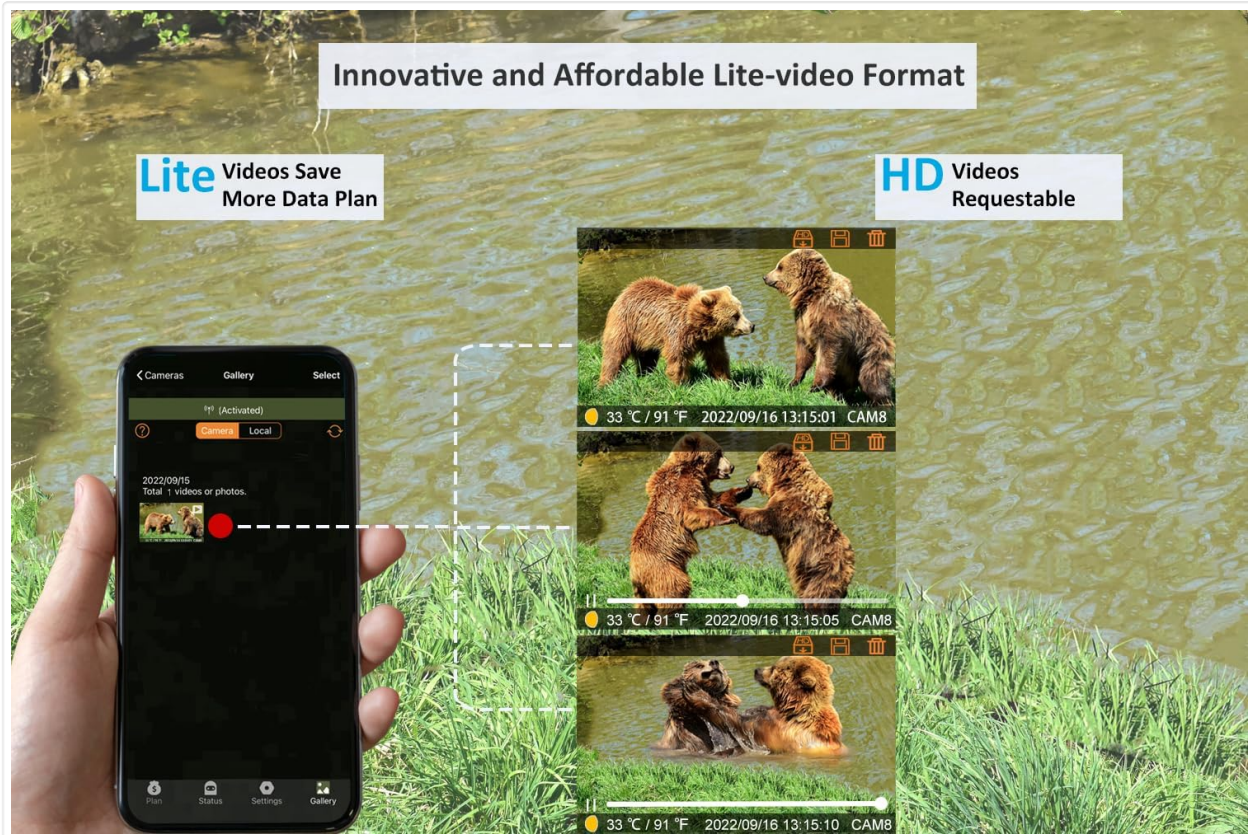 Innovative and Affordable Lite-video Format
Lite Videos Save
More Data Plan
HD Videos
Requestable
Cameras Gallery Select
(Activated)
? Camera Local
2022/09/15
Total 1 videos or photos.
33 ℃ / 91 ℉ 2022/09/16 13:15:01 CAM8
33 ℃ / 91 ℉ 2022/09/16 13:15:05 CAM8
33 ℃ / 91 ℉ 2022/09/16 13:15:10 CAM8
Plan Status Settings Gallery